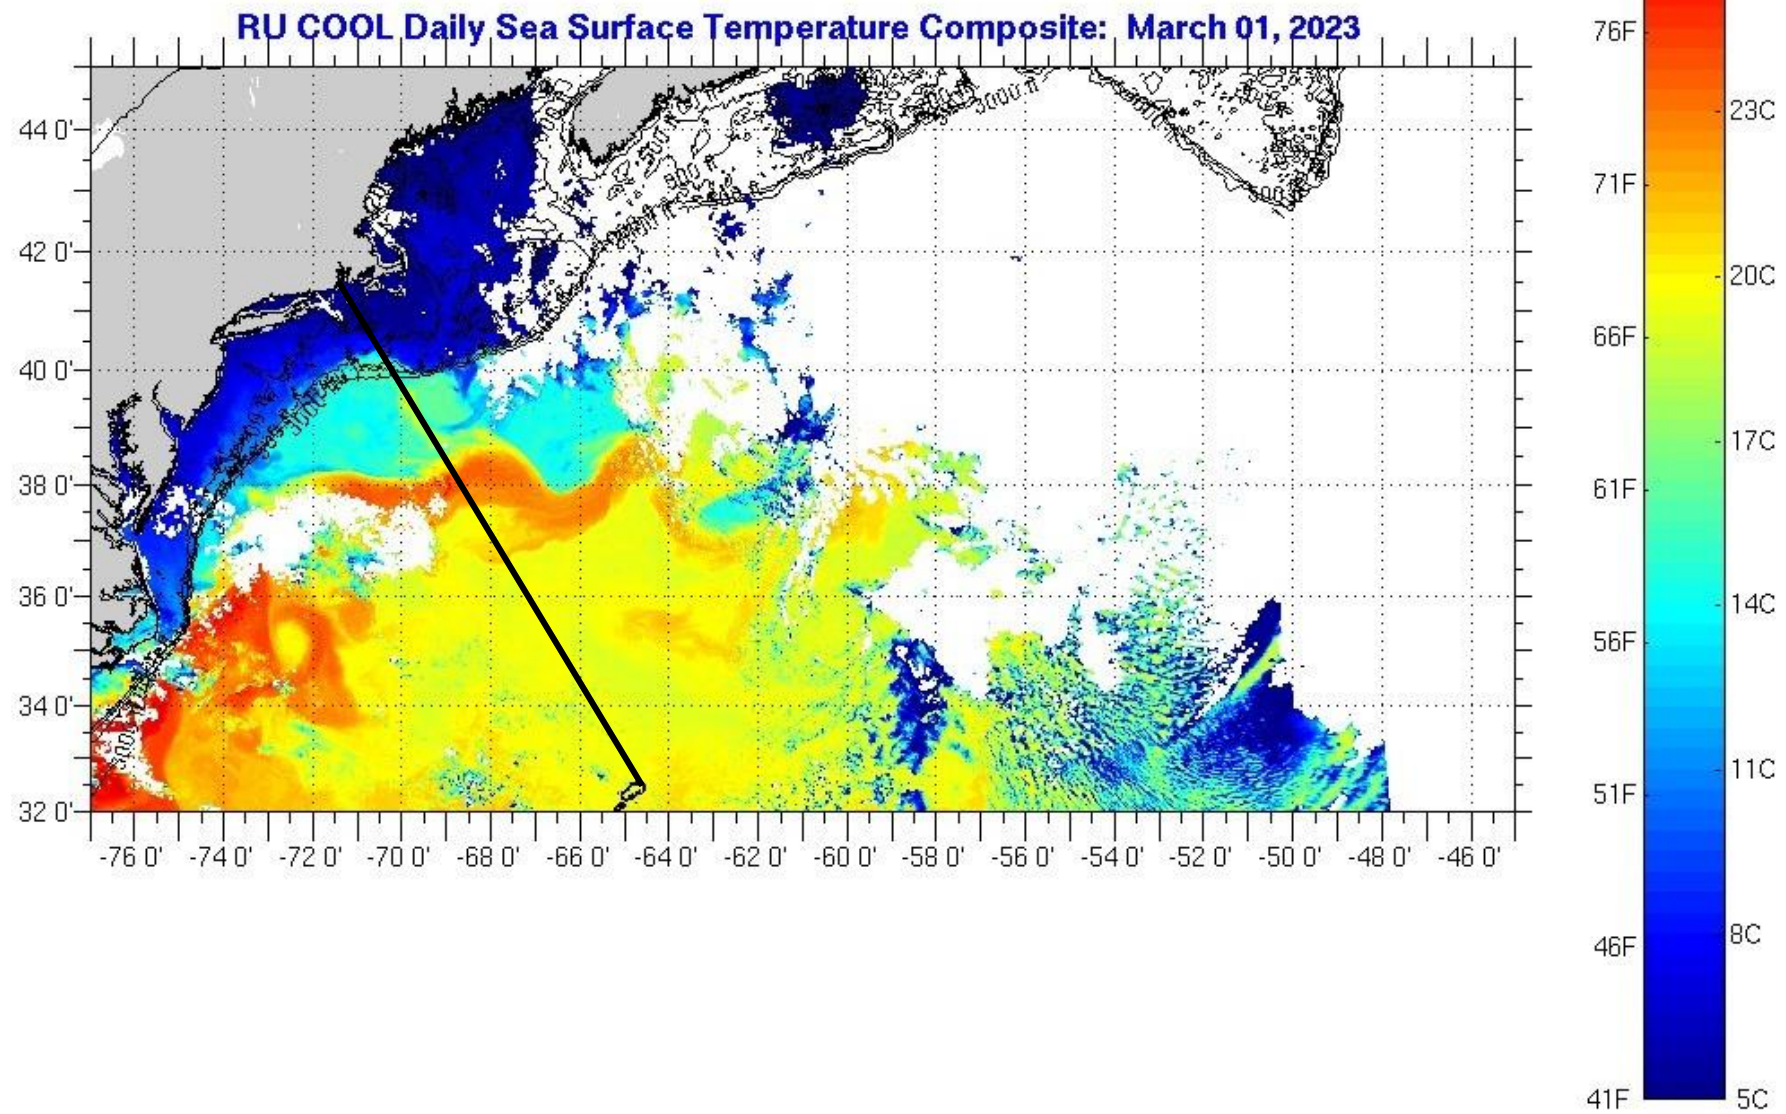 RU COOL Daily Sea Surface Temperature Composite: March 01, 2023
44 0'
42 0'
40 0'
38 0'
36 0'
34 0'
32 0'
-76 0' -74 0' -72 0' -70 0' -68 0' -66 0' -64 0' -62 0' -60 0' -58 0' -56 0' -54 0' -52 0' -50 0' -48 0' -46 0'
76F
23C
71F
20C
66F
17C
61F
14C
56F
11C
51F
8C
46F
41F 5C